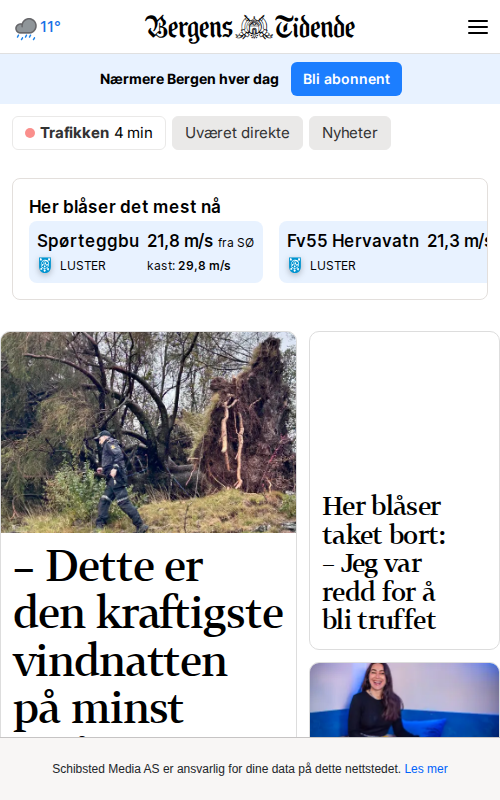 11°
Bergens Tidende
Nærmere Bergen hver dag
Bli abonnent
Trafikken 4 min
Uværet direkte
Nyheter
Her blåser det mest nå
Spørteggbu 21,8 m/s fra SØ
LUSTER kast: 29,8 m/s
Fv55 Hervavatn 21,3 m/s
LUSTER
– Dette er
den kraftigste
vindnatten
på minst
Her blåser
taket bort:
– Jeg var
redd for å
bli truffet
Schibsted Media AS er ansvarlig for dine data på dette nettstedet. Les mer